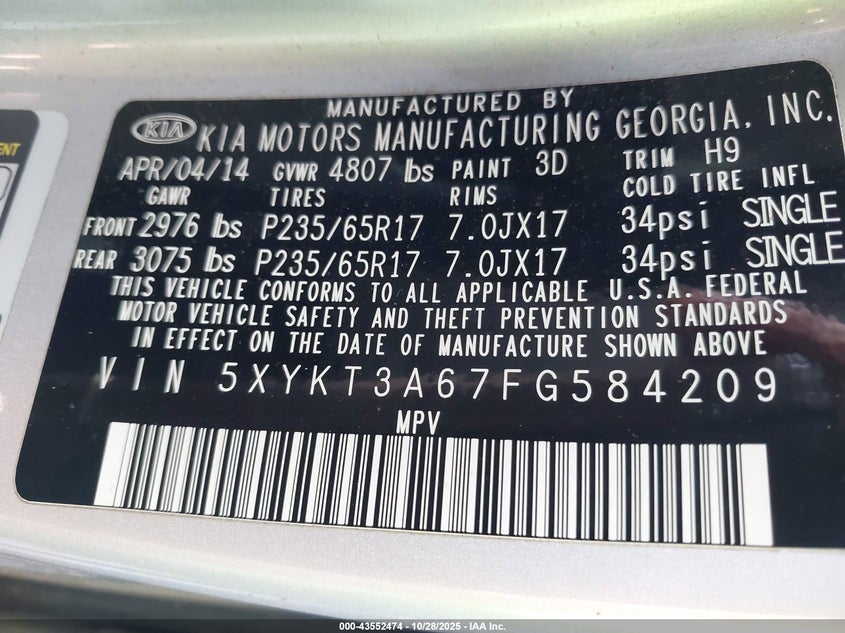 MANUFACTURED BY
KIA KIA MOTORS MANUFACTURING GEORGIA, INC.
APR/04/14 GVWR 4807 lbs PAINT 3D TRIM H9
GAWR TIRES RIMS COLD TIRE INFL
FRONT 2976 lbs P235/65R17 7.0JX17 34psi SINGLE
REAR 3075 lbs P235/65R17 7.0JX17 34psi SINGLE
THIS VEHICLE CONFORMS TO ALL APPLICABLE U.S.A. FEDERAL
MOTOR VEHICLE SAFETY AND THEFT PREVENTION STANDARDS
IN EFFECT ON THE DATE OF MANUFACTURE SHOWN ABOVE
VIN 5XYKT3A67FG584209
MPV
000-43552474 - 10/28/2025 - IAA Inc.